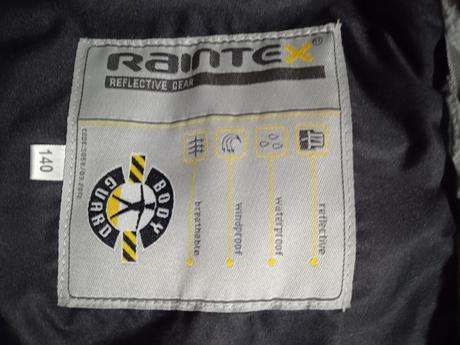 RAINTEX®
REFLECTIVE GEAR
reflective
waterproof
windproof
breathable
BODY
GUARD
140